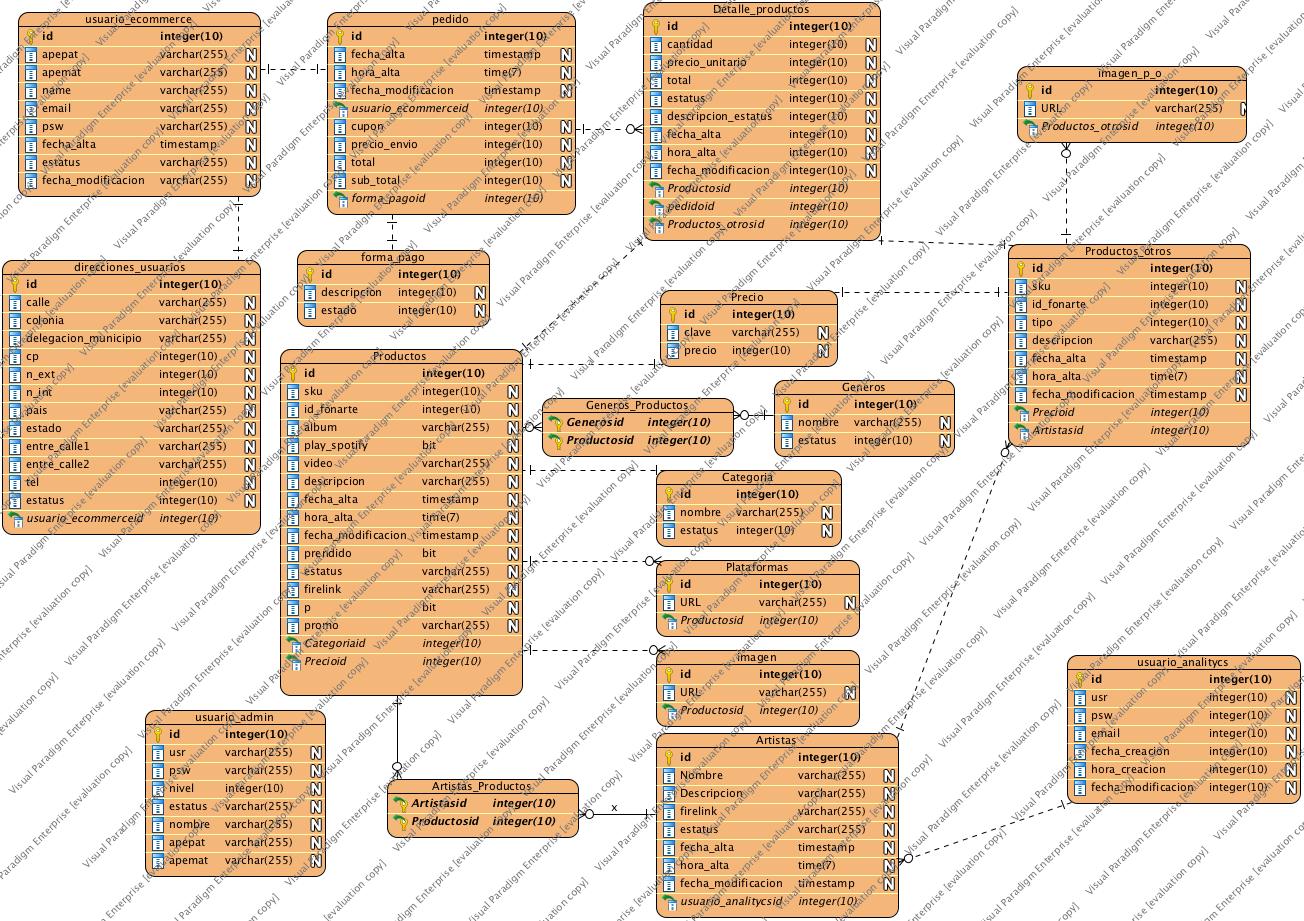 usuario_ecommerce
id integer(10)
apepat varchar(255) N
apemat varchar(255) N
name varchar(255) N
email varchar(255) N
psw varchar(255) N
fecha_alta timestamp N
estatus varchar(255) N
fecha_modificacion varchar(255) N
pedido
id integer(10)
fecha_alta timestamp N
hora_alta time(7) N
fecha_modificacion timestamp N
usuario_ecommerceid integer(10)
cupon integer(10) N
precio_envio integer(10) N
total integer(10) N
sub_total integer(10) N
forma_pagoid integer(10)
Detalle_productos
id integer(10)
cantidad integer(10) N
precio_unitario integer(10) N
total integer(10) N
estatus integer(10) N
descripcion_estatus integer(10) N
fecha_alta integer(10) N
hora_alta integer(10) N
fecha_modificacion integer(10) N
Productosid integer(10)
pedidoid integer(10)
Productos_otrosid integer(10)
imagen_p_o
id integer(10)
URL varchar(255) N
Productos_otrosid integer(10)
direcciones_usuarios
id integer(10)
calle varchar(255) N
colonia varchar(255) N
delegacion_municipio varchar(255) N
cp integer(10) N
n_ext integer(10) N
n_int integer(10) N
pais varchar(255) N
estado varchar(255) N
entre_calle1 varchar(255) N
entre_calle2 varchar(255) N
tel integer(10) N
estatus integer(10) N
usuario_ecommerceid integer(10)
forma_pago
id integer(10)
descripcion integer(10) N
estado integer(10) N
Precio
id integer(10)
clave varchar(255) N
precio integer(10) N
Productos_otros
id integer(10)
sku integer(10) N
id_fonarte integer(10) N
tipo integer(10) N
descripcion varchar(255) N
fecha_alta timestamp N
hora_alta time(7) N
fecha_modificacion timestamp N
Precioid integer(10)
Artistasid integer(10)
Productos
id integer(10)
sku integer(10) N
id_fonarte integer(10) N
album varchar(255) N
play_spotify bit N
video varchar(255) N
descripcion varchar(255) N
fecha_alta timestamp N
hora_alta time(7) N
fecha_modificacion timestamp N
prendido bit N
estatus varchar(255) N
firelink varchar(255) N
p bit N
promo varchar(255) N
Categoriaid integer(10)
Precioid integer(10)
Generos_Productos
Generosid integer(10)
Productosid integer(10)
Generos
id integer(10)
nombre varchar(255) N
estatus integer(10) N
Categoria
id integer(10)
nombre varchar(255) N
estatus integer(10) N
Plataformas
id integer(10)
URL varchar(255) N
Productosid integer(10)
imagen
id integer(10)
URL varchar(255) N
Productosid integer(10)
usuario_admin
id integer(10)
usr varchar(255) N
psw varchar(255) N
nivel integer(10) N
estatus varchar(255) N
nombre varchar(255) N
apepat varchar(255) N
apemat varchar(255) N
Artistas_Productos
Artistasid integer(10)
Productosid integer(10)
x
Artistas
id integer(10)
Nombre varchar(255) N
Descripcion varchar(255) N
firelink varchar(255) N
estatus varchar(255) N
fecha_alta timestamp N
hora_alta time(7) N
fecha_modificacion timestamp N
usuario_analitycsid integer(10)
usuario_analitycs
id integer(10)
usr integer(10) N
psw integer(10) N
email integer(10) N
fecha_creacion integer(10) N
hora_creacion integer(10) N
fecha_modificacion integer(10) N
Visual Paradigm Enterprise [evaluation copy]